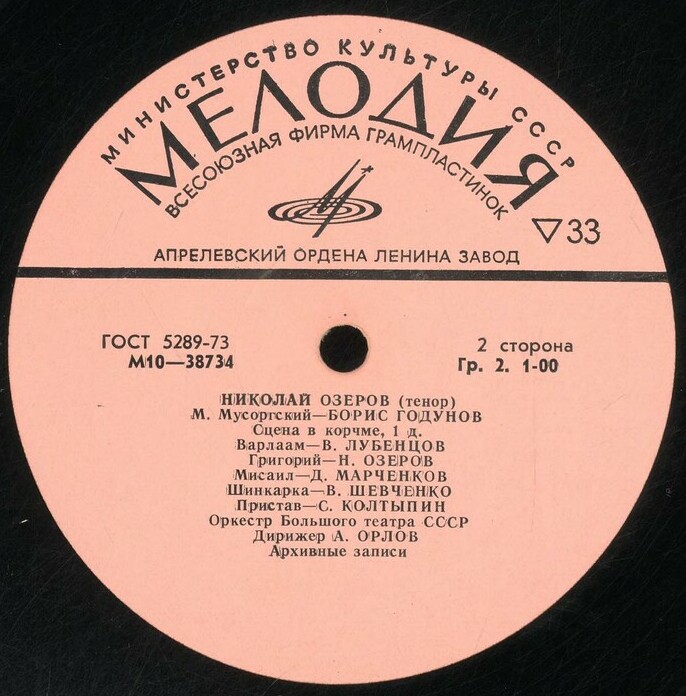 МИНИСТЕРСТВО КУЛЬТУРЫ СССР
МЕЛОДИЯ
ВСЕСОЮЗНАЯ ФИРМА ГРАМПЛАСТИНОК
▽33
АПРЕЛЕВСКИЙ ОРДЕНА ЛЕНИНА ЗАВОД
ГОСТ 5289-73
М10—38734
2 сторона
Гр. 2. 1-00
НИКОЛАЙ ОЗЕРОВ (тенор)
М. Мусоргский—БОРИС ГОДУНОВ
Сцена в корчме, 1 д.
Варлаам—В. ЛУБЕНЦОВ
Григорий—Н. ОЗЕРОВ
Мисаил—Д. МАРЧЕНКОВ
Шинкарка—В. ШЕВЧЕНКО
Пристав—С. КОЛТЫПИН
Оркестр Большого театра СССР
Дирижер А. ОРЛОВ
Архивные записи